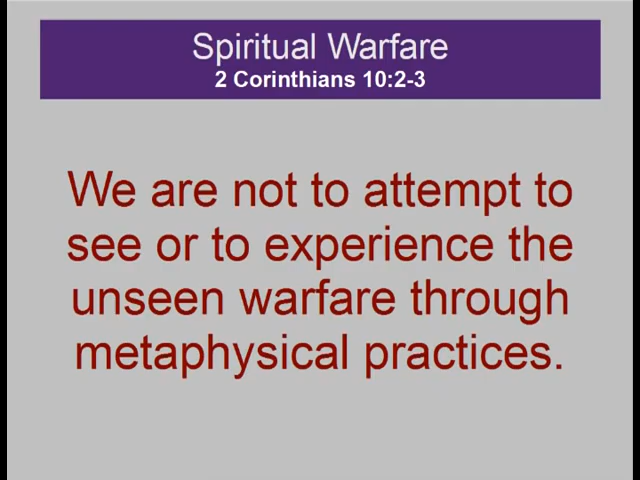 Spiritual Warfare
2 Corinthians 10:2-3
We are not to attempt to
see or to experience the
unseen warfare through
metaphysical practices.